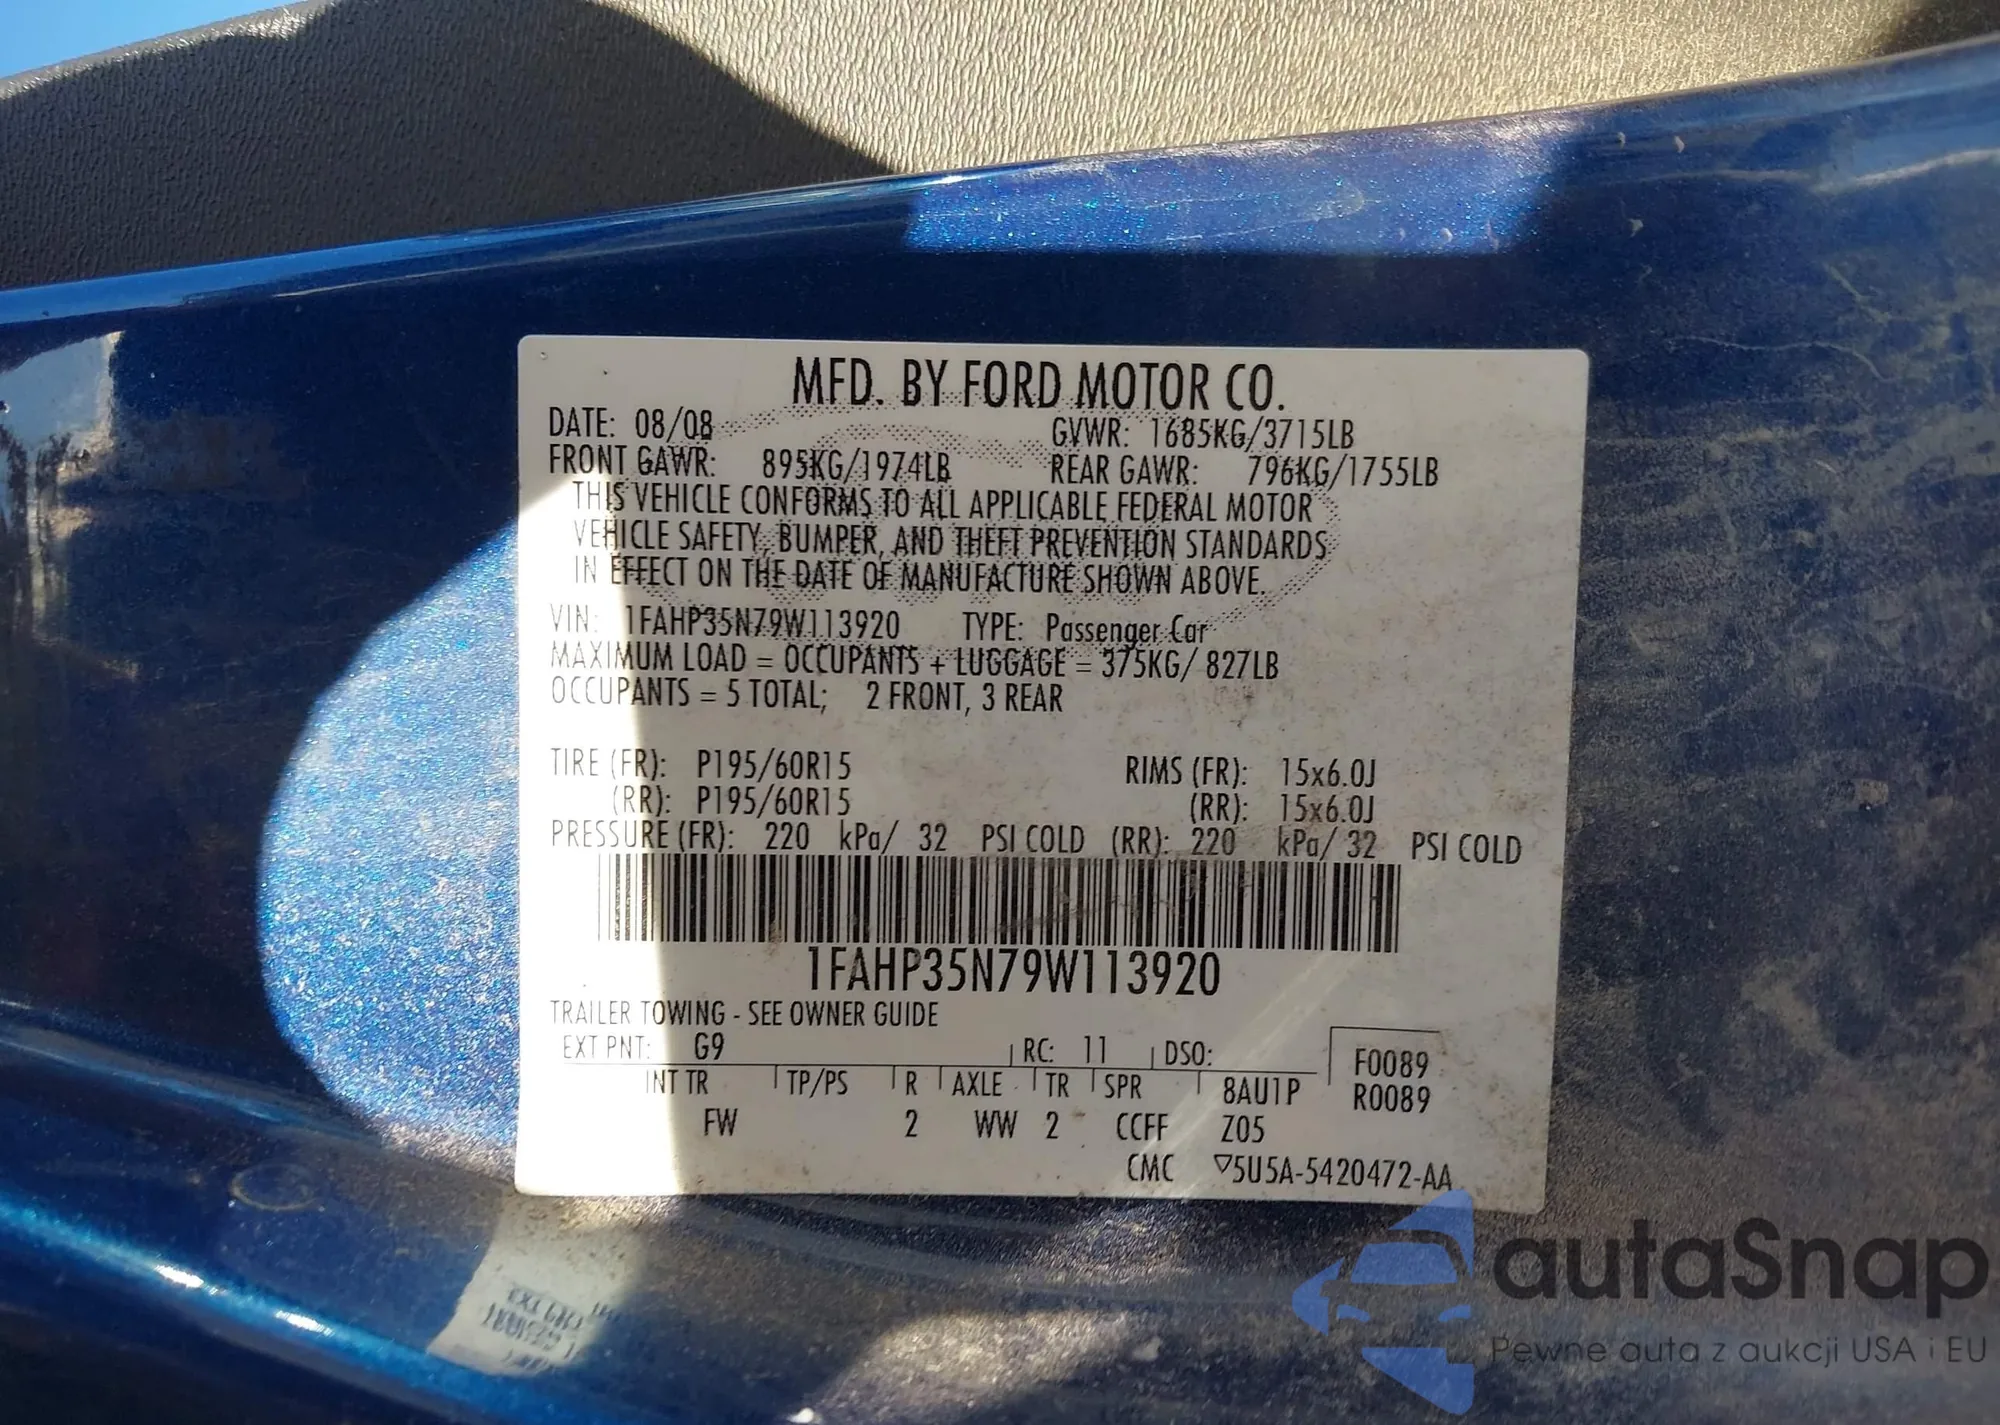 MFD. BY FORD MOTOR CO.
DATE: 08/08 GVWR: 1685KG/3715LB
FRONT GAWR: 895KG/1974LB REAR GAWR: 796KG/1755LB
THIS VEHICLE CONFORMS TO ALL APPLICABLE FEDERAL MOTOR
VEHICLE SAFETY, BUMPER, AND THEFT PREVENTION STANDARDS
IN EFFECT ON THE DATE OF MANUFACTURE SHOWN ABOVE.
VIN: 1FAHP35N79W113920 TYPE: Passenger Car
MAXIMUM LOAD = OCCUPANTS + LUGGAGE = 375KG/ 827LB
OCCUPANTS = 5 TOTAL; 2 FRONT, 3 REAR
TIRE (FR): P195/60R15 RIMS (FR): 15x6.0J
(RR): P195/60R15 (RR): 15x6.0J
PRESSURE (FR): 220 kPa/ 32 PSI COLD (RR): 220 kPa/ 32 PSI COLD
1FAHP35N79W113920
TRAILER TOWING - SEE OWNER GUIDE
EXT PNT: G9 RC: 11 DSO: F0089
INT TR TP/PS R AXLE TR SPR 8AU1P R0089
FW 2 WW 2 CCFF Z05
CMC ▽5U5A-5420472-AA
autaSnap
Pewne auta z aukcji USA i EU